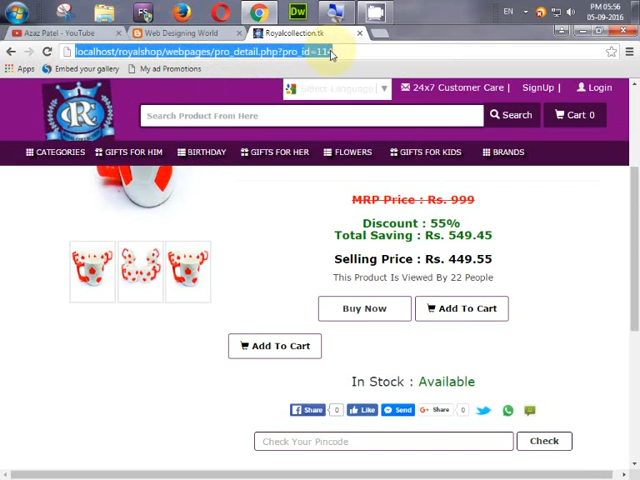 EN
PM 05:56
05-09-2016
Azaz Patel - YouTube
Web Designing World
Royalcollection.tk
localhost/royalshop/webpages/pro_detail.php?pro_id=114
Apps
Embed your gallery
My ad Promotions
Select Language
24x7 Customer Care |
SignUp |
Login
Search Product From Here
Search
Cart 0
CATEGORIES
GIFTS FOR HIM
BIRTHDAY
GIFTS FOR HER
FLOWERS
GIFTS FOR KIDS
BRANDS
MRP Price : Rs. 999
Discount : 55%
Total Saving : Rs. 549.45
Selling Price : Rs. 449.55
This Product Is Viewed By 22 People
Buy Now
Add To Cart
Add To Cart
In Stock : Available
Share
0
Like
Send
Share
0
Check Your Pincode
Check